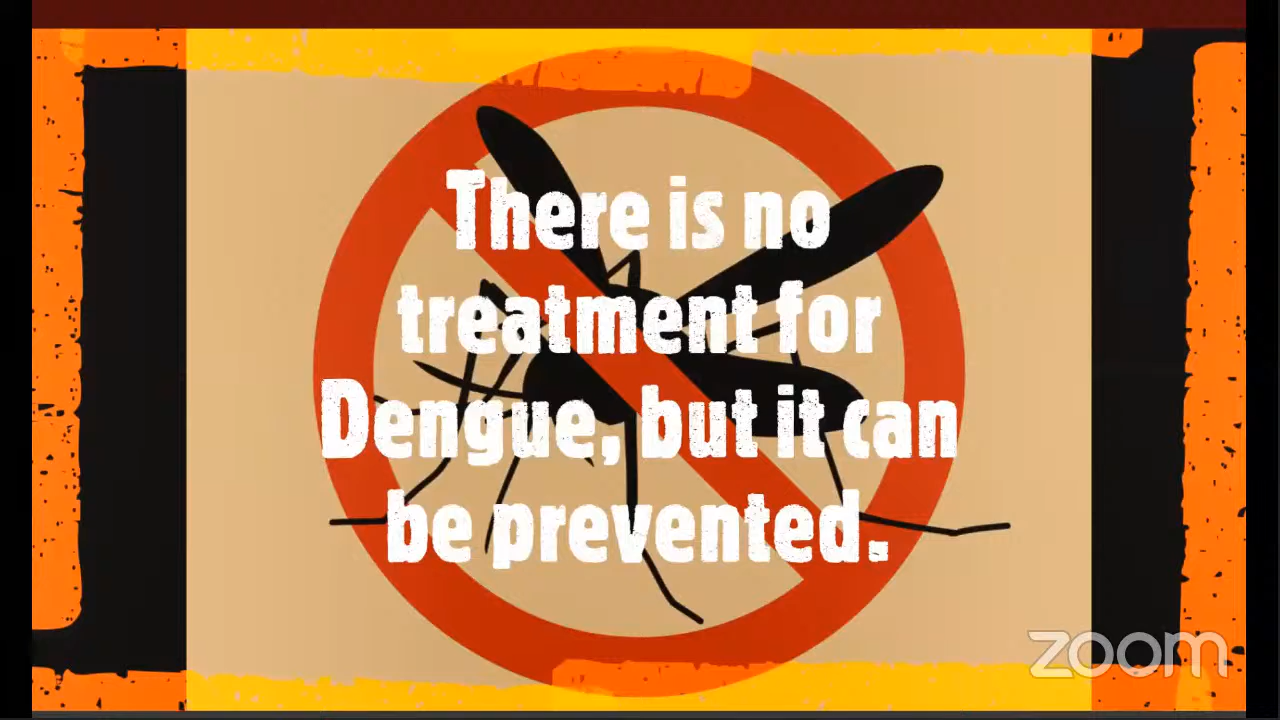 There is no
treatment for
Dengue, but it can
be prevented.
zoom